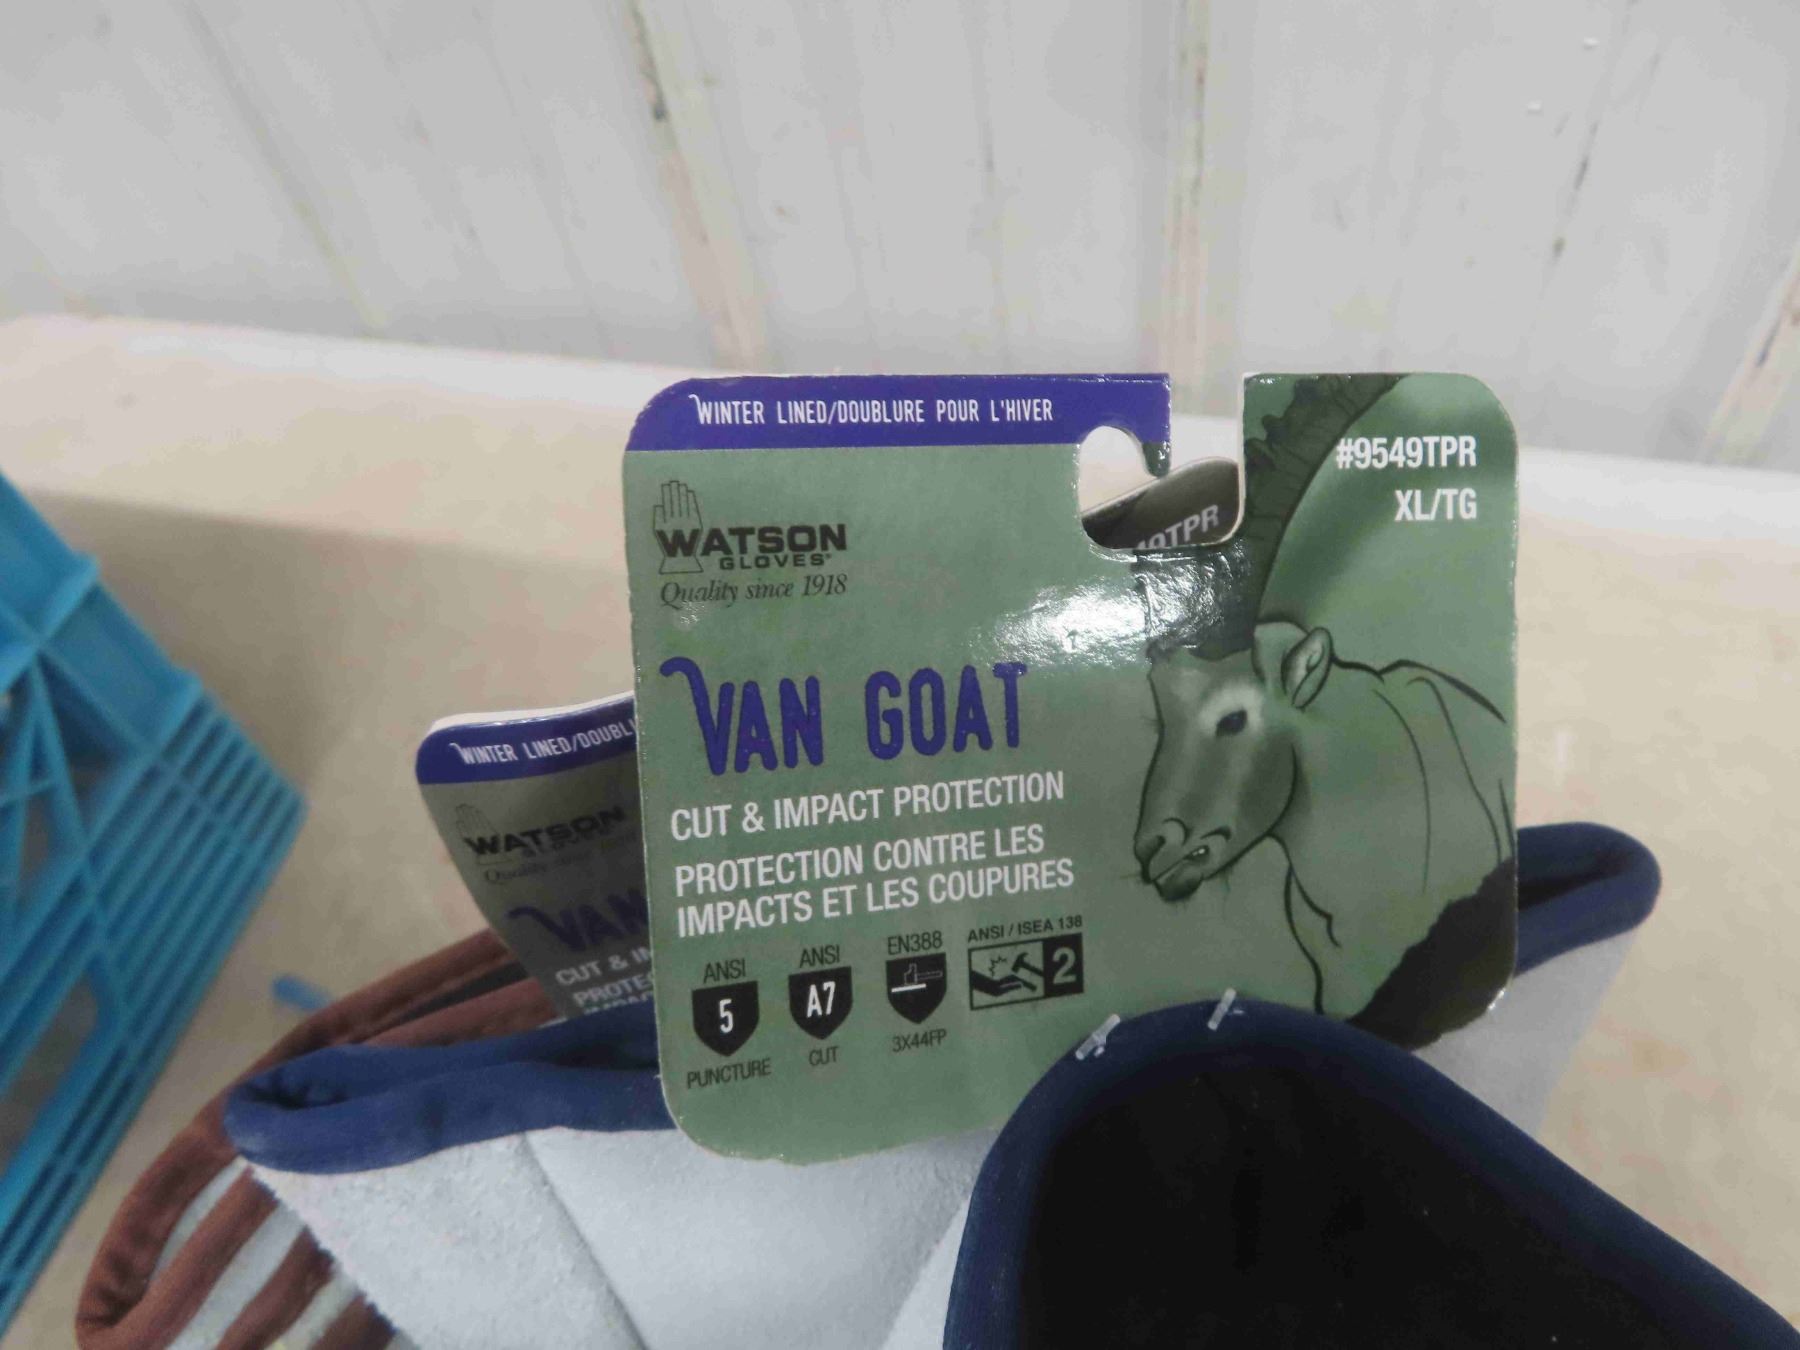 WINTER LINED/DOUBLURE POUR L'HIVER
#9549TPR
XL/TG
WATSON
GLOVES
Quality since 1918
VAN GOAT
CUT & IMPACT PROTECTION
PROTECTION CONTRE LES
IMPACTS ET LES COUPURES
ANSI
5
PUNCTURE
ANSI
A7
CUT
EN388
3X44FP
ANSI / ISEA 138
2
WINTER LINED/DOUBL
WATSON
VAN
CUT &